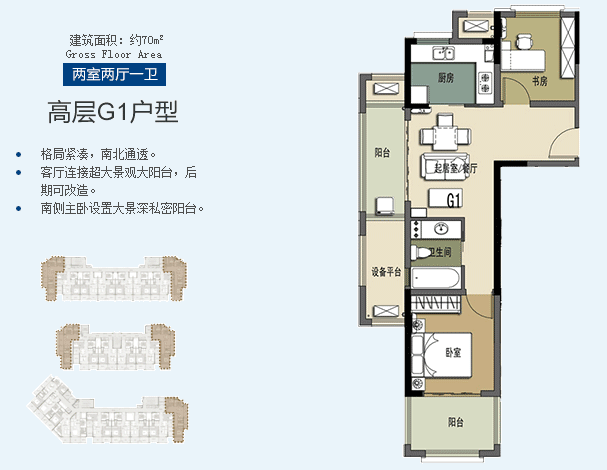 建筑面积：约70m²
Gross Floor Area
两室两厅一卫
高层G1户型
格局紧凑，南北通透。
客厅连接超大景观大阳台，后
期可改造。
南侧主卧设置大景深私密阳台。
厨房
书房
阳台
起居室/餐厅
G1
卫生间
设备平台
卧室
阳台